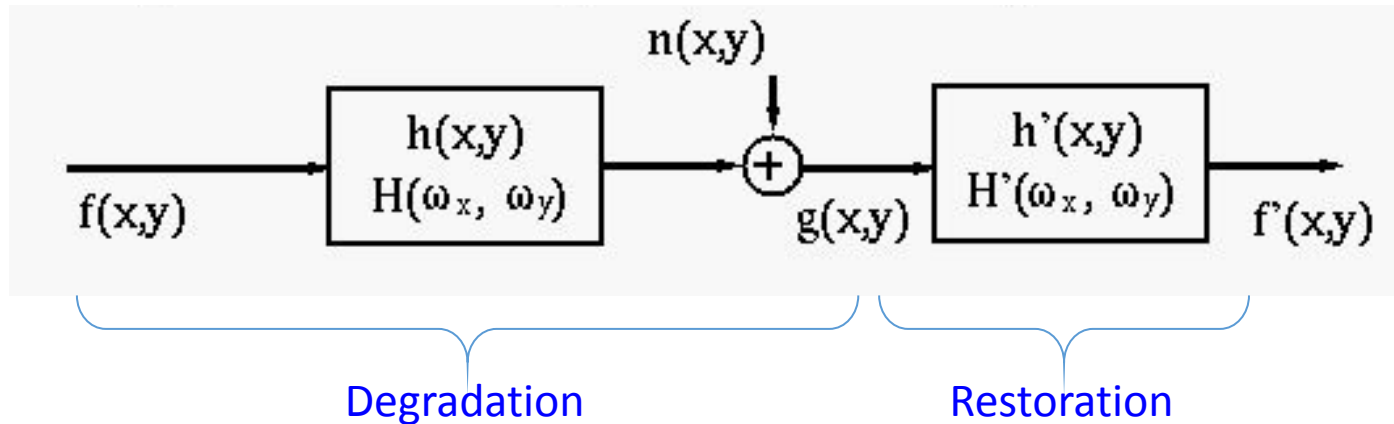 n(x,y)
h(x,y)
H(ωx, ωy)
+
h'(x,y)
H'(ωx, ωy)
f(x,y)
g(x,y)
f'(x,y)
Degradation
Restoration